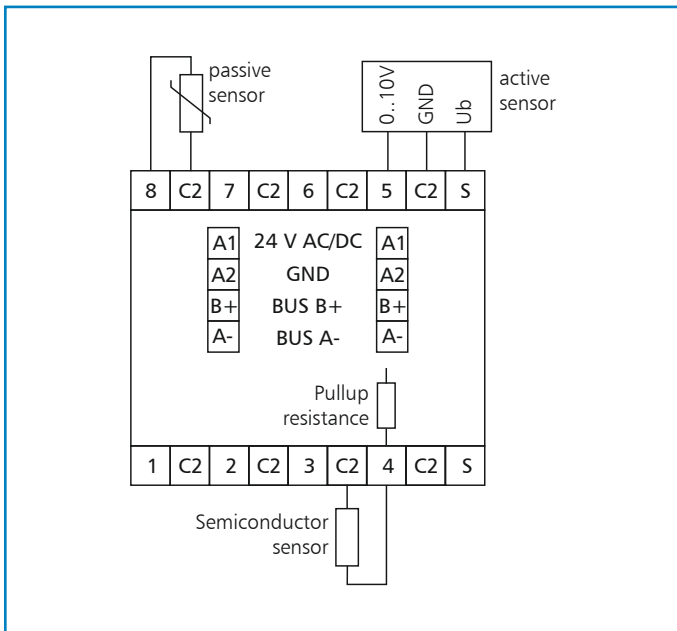 passive
sensor
0..10V
GND
Ub
active
sensor
8 C2 7 C2 6 C2 5 C2 S
A1 24 V AC/DC A1
A2 GND A2
B+ BUS B+ B+
A- BUS A- A-
Pullup
resistance
1 C2 2 C2 3 C2 4 C2 S
Semiconductor
sensor